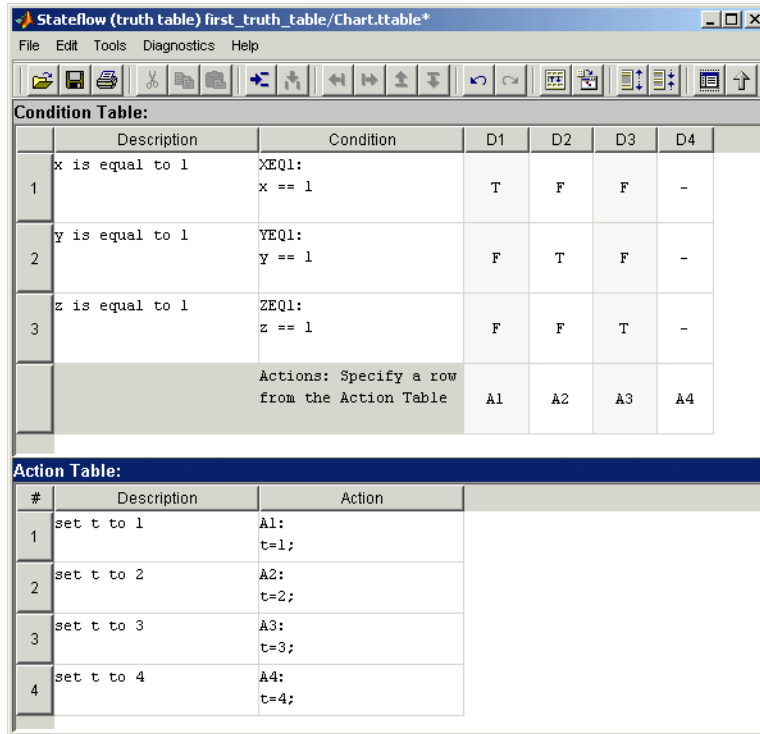 Stateflow (truth table) first_truth_table/Chart.ttable*
File Edit Tools Diagnostics Help
Condition Table:
Description Condition D1 D2 D3 D4
x is equal to 1 XEQ1:
1 x == 1 T F F -
y is equal to 1 YEQ1:
2 y == 1 F T F -
z is equal to 1 ZEQ1:
3 z == 1 F F T -
Actions: Specify a row
from the Action Table A1 A2 A3 A4
Action Table:
# Description Action
1 set t to 1 A1:
t=1;
2 set t to 2 A2:
t=2;
3 set t to 3 A3:
t=3;
4 set t to 4 A4:
t=4;